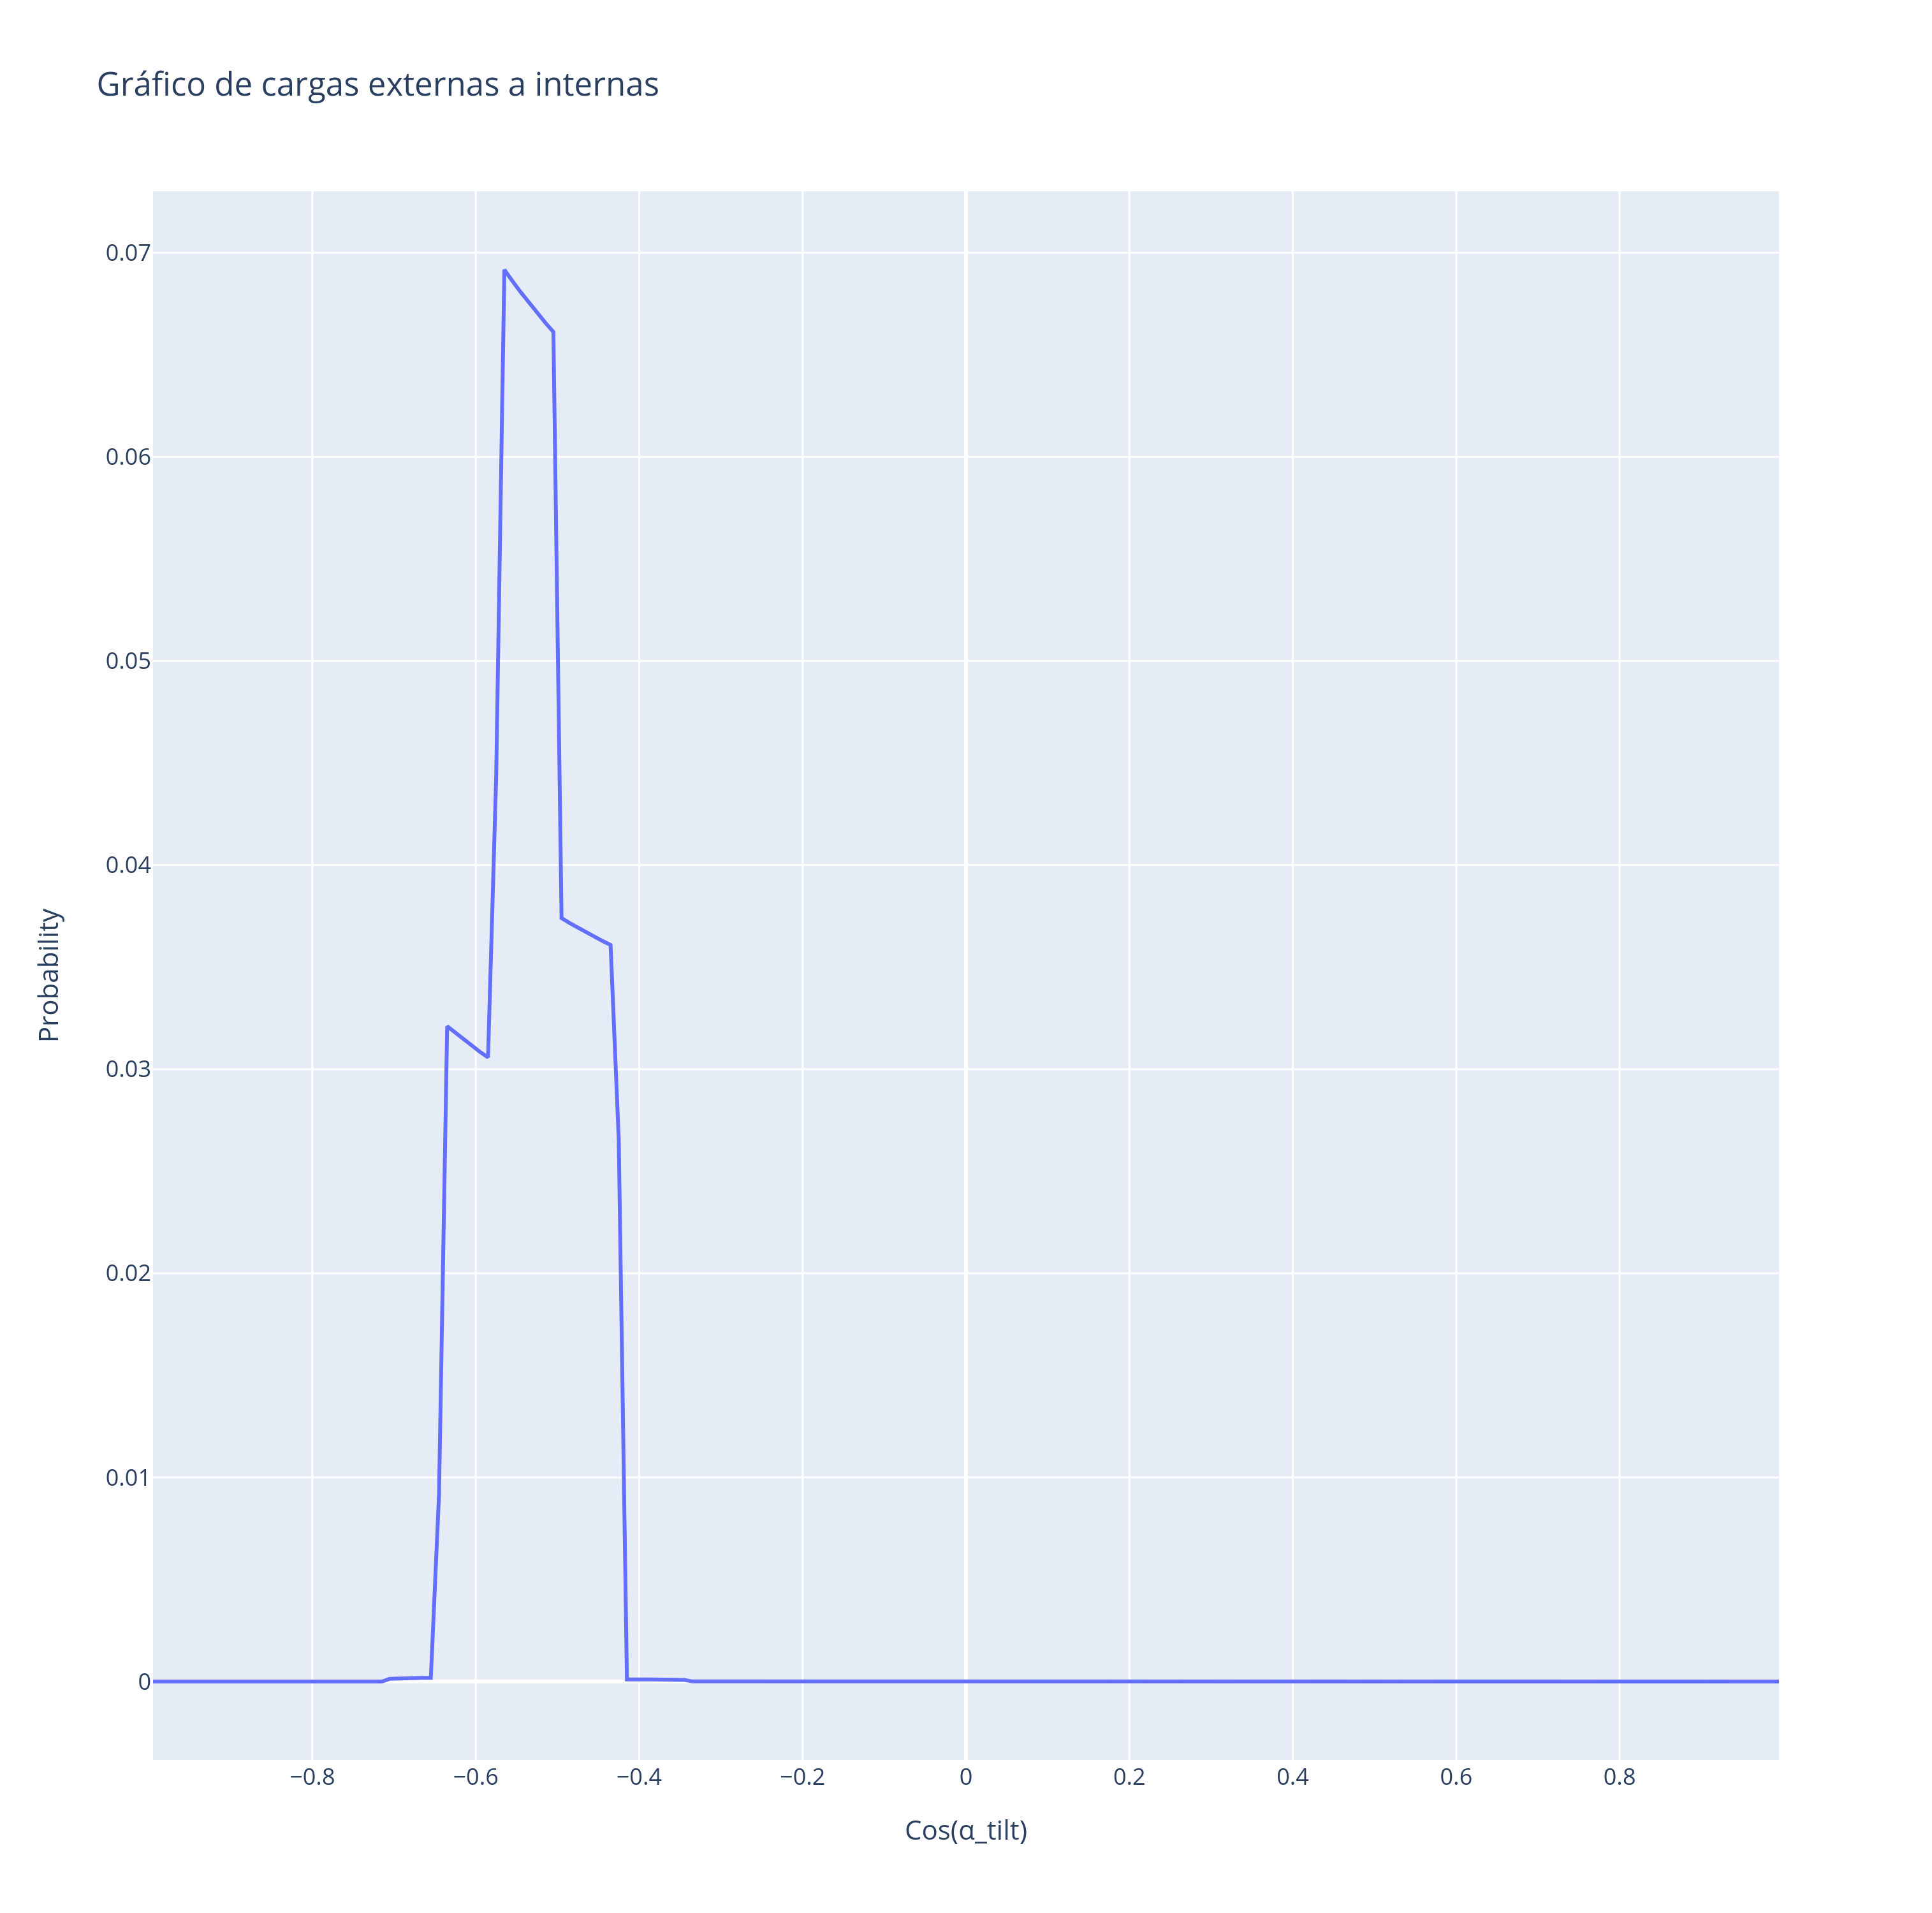 Gráfico de cargas externas a internas
0.07
0.06
0.05
0.04
0.03
0.02
0.01
0
Probability
−0.8 −0.6 −0.4 −0.2 0 0.2 0.4 0.6 0.8
Cos(α_tilt)